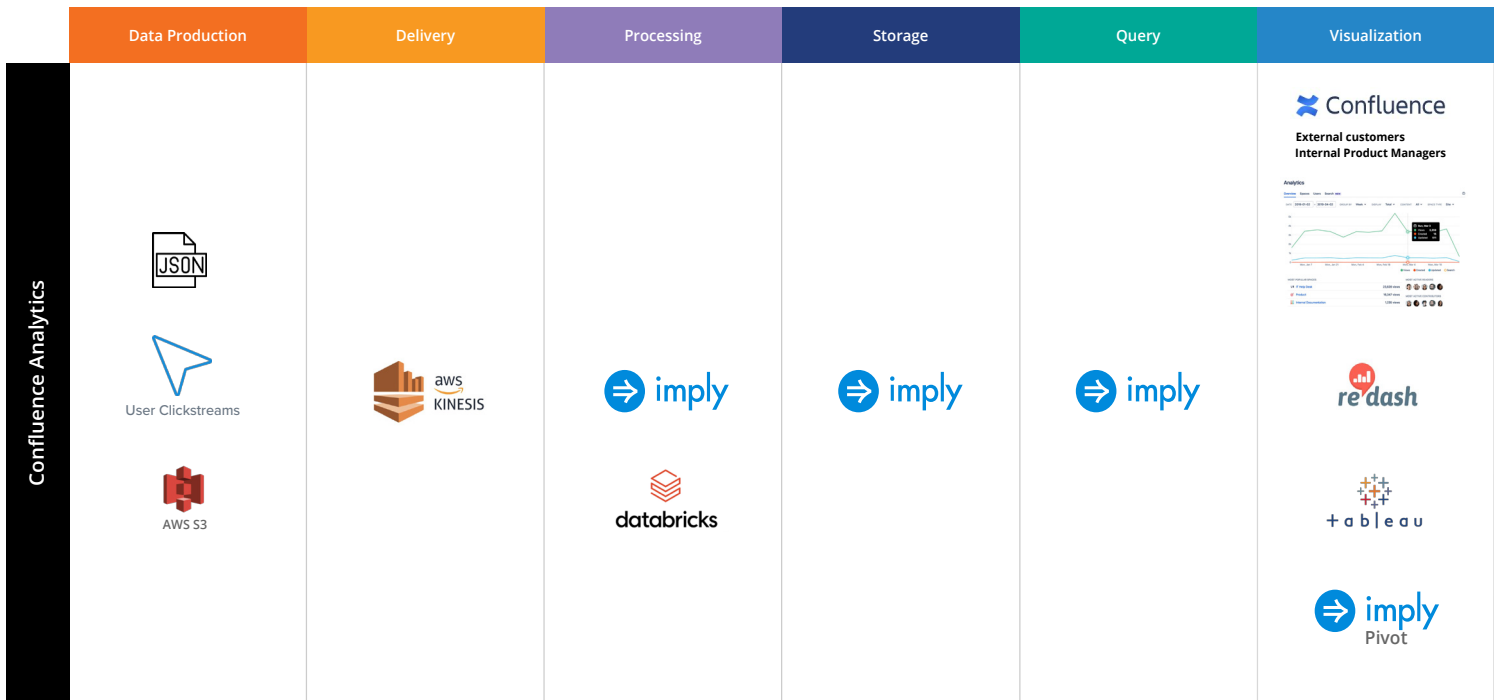 Data Production
Delivery
Processing
Storage
Query
Visualization
Confluence Analytics
JSON
User Clickstreams
AWS S3
aws
KINESIS
imply
databricks
imply
imply
Confluence
External customers
Internal Product Managers
Analytics
re dash
+ableau
imply
Pivot